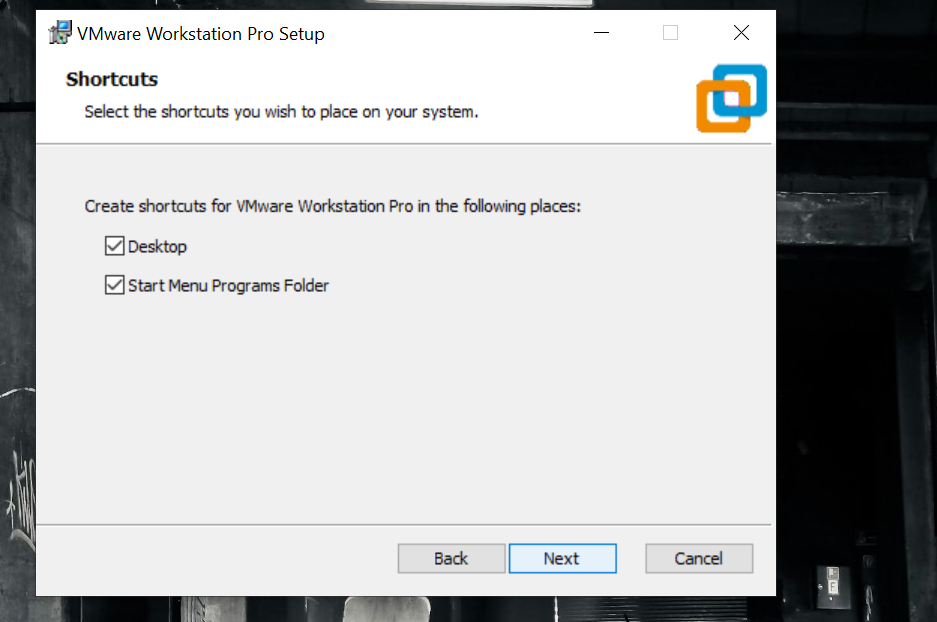 VMware Workstation Pro Setup
Shortcuts
Select the shortcuts you wish to place on your system.
Create shortcuts for VMware Workstation Pro in the following places:
Desktop
Start Menu Programs Folder
Back Next Cancel